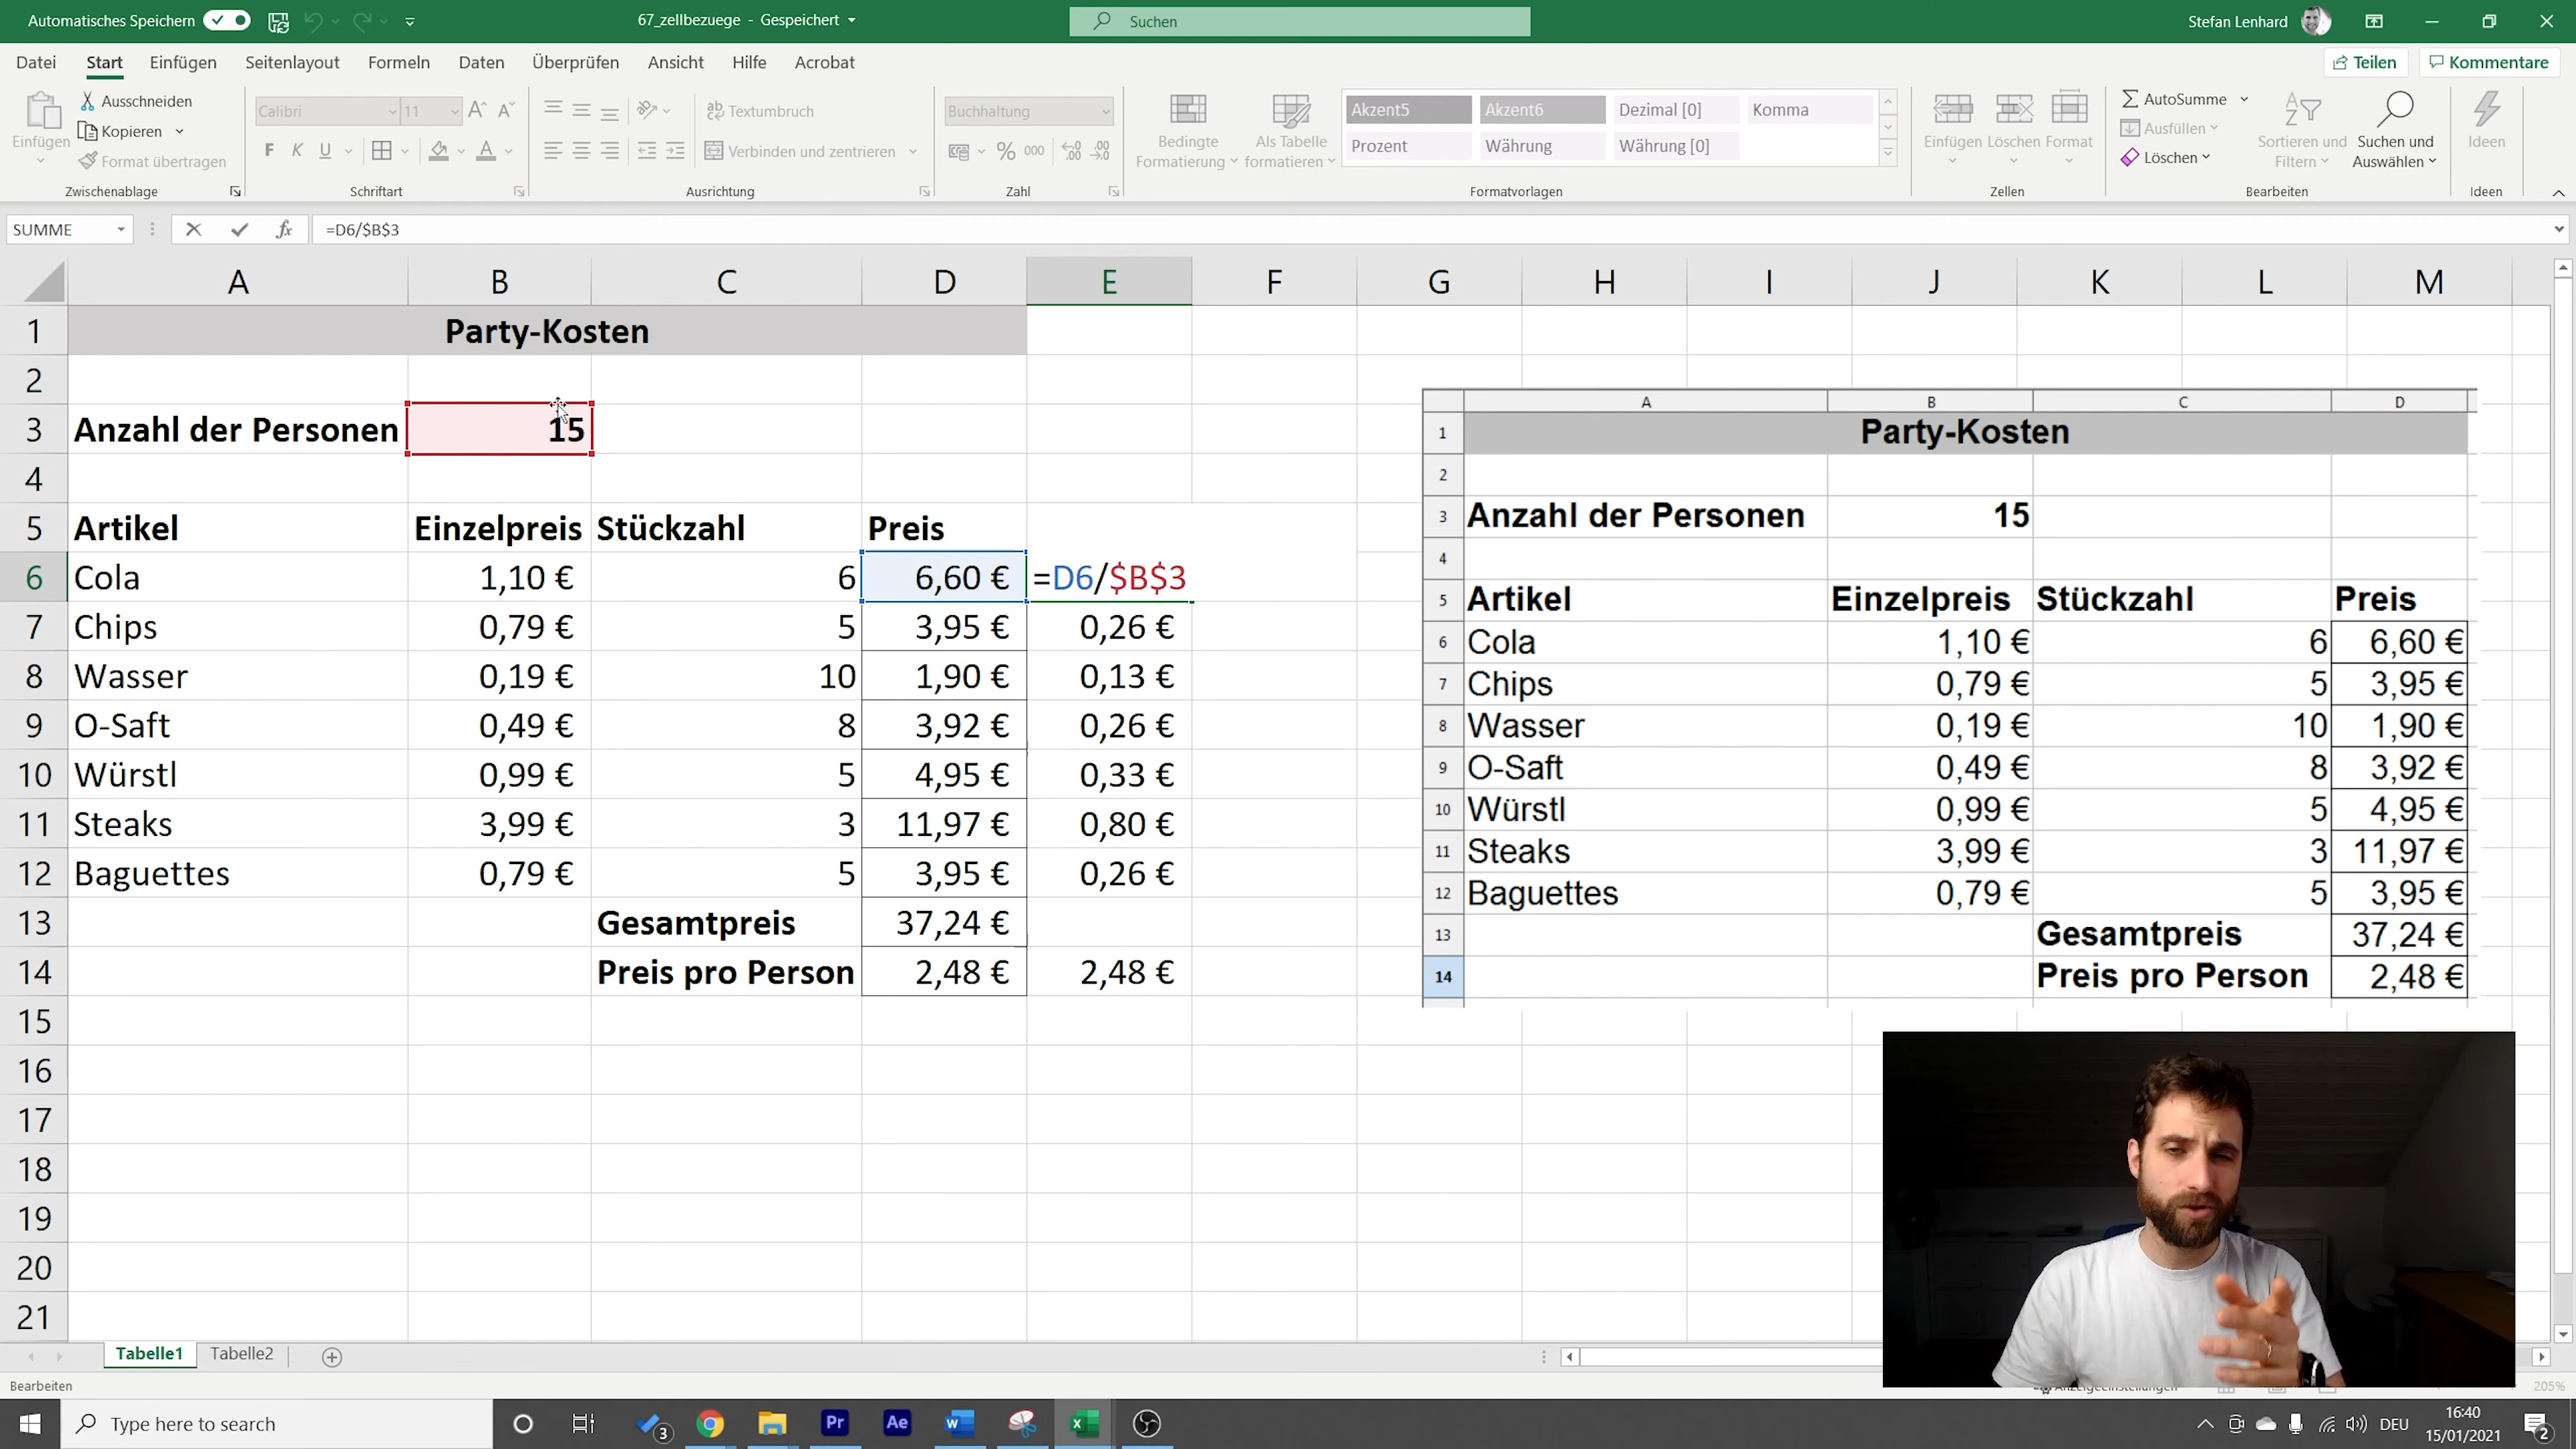 Automatisches Speichern
67_zellbezuege - Gespeichert
Suchen
Stefan Lenhard
Datei Start Einfügen Seitenlayout Formeln Daten Überprüfen Ansicht Hilfe Acrobat Teilen Kommentare
Einfügen
Ausschneiden
Kopieren
Format übertragen
Zwischenablage
Calibri 11
F K U
Schriftart
Textumbruch
Verbinden und zentrieren
Ausrichtung
Buchhaltung
% 000
Zahl
Bedingte Formatierung
Als Tabelle formatieren
Akzent5 Akzent6 Dezimal [0] Komma
Prozent Währung Währung [0]
Formatvorlagen
Einfügen Löschen Format
Zellen
AutoSumme
Ausfüllen
Löschen
Sortieren und Filtern
Suchen und Auswählen
Bearbeiten
Ideen
Ideen
SUMME fx =D6/$B$3
A B C D E F G H I J K L M
1 Party-Kosten
2
3 Anzahl der Personen 15
4
5 Artikel Einzelpreis Stückzahl Preis
6 Cola 1,10 € 6 6,60 € =D6/$B$3
7 Chips 0,79 € 5 3,95 € 0,26 €
8 Wasser 0,19 € 10 1,90 € 0,13 €
9 O-Saft 0,49 € 8 3,92 € 0,26 €
10 Würstl 0,99 € 5 4,95 € 0,33 €
11 Steaks 3,99 € 3 11,97 € 0,80 €
12 Baguettes 0,79 € 5 3,95 € 0,26 €
13 Gesamtpreis 37,24 €
14 Preis pro Person 2,48 € 2,48 €
15
16
17
18
19
20
21
A B C D
1 Party-Kosten
2
3 Anzahl der Personen 15
4
5 Artikel Einzelpreis Stückzahl Preis
6 Cola 1,10 € 6 6,60 €
7 Chips 0,79 € 5 3,95 €
8 Wasser 0,19 € 10 1,90 €
9 O-Saft 0,49 € 8 3,92 €
10 Würstl 0,99 € 5 4,95 €
11 Steaks 3,99 € 3 11,97 €
12 Baguettes 0,79 € 5 3,95 €
13 Gesamtpreis 37,24 €
14 Preis pro Person 2,48 €
Tabelle1 Tabelle2
Bearbeiten
205%
Type here to search
3
Pr Ae
DEU
16:40
15/01/2021
2